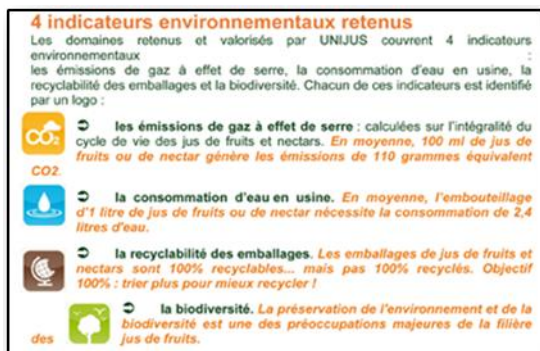 4 indicateurs environnementaux retenus
Les domaines retenus et valorisés par UNIJUS couvrent 4 indicateurs
environnementaux :
les émissions de gaz à effet de serre, la consommation d'eau en usine, la
recyclabilité des emballages et la biodiversité. Chacun de ces indicateurs est identifié
par un logo :
CO2
➲ les émissions de gaz à effet de serre : calculées sur l'intégralité du
cycle de vie des jus de fruits et nectars. En moyenne, 100 ml de jus de
fruits ou de nectar génère les émissions de 110 grammes équivalent
CO2.
➲ la consommation d'eau en usine. En moyenne, l'embouteillage
d'1 litre de jus de fruits ou de nectar nécessite la consommation de 2,4
litres d'eau.
➲ la recyclabilité des emballages. Les emballages de jus de fruits et
nectars sont 100% recyclables... mais pas 100% recyclés. Objectif
100% : trier plus pour mieux recycler !
➲ la biodiversité. La préservation de l'environnement et de la
biodiversité est une des préoccupations majeures de la filière
des jus de fruits.